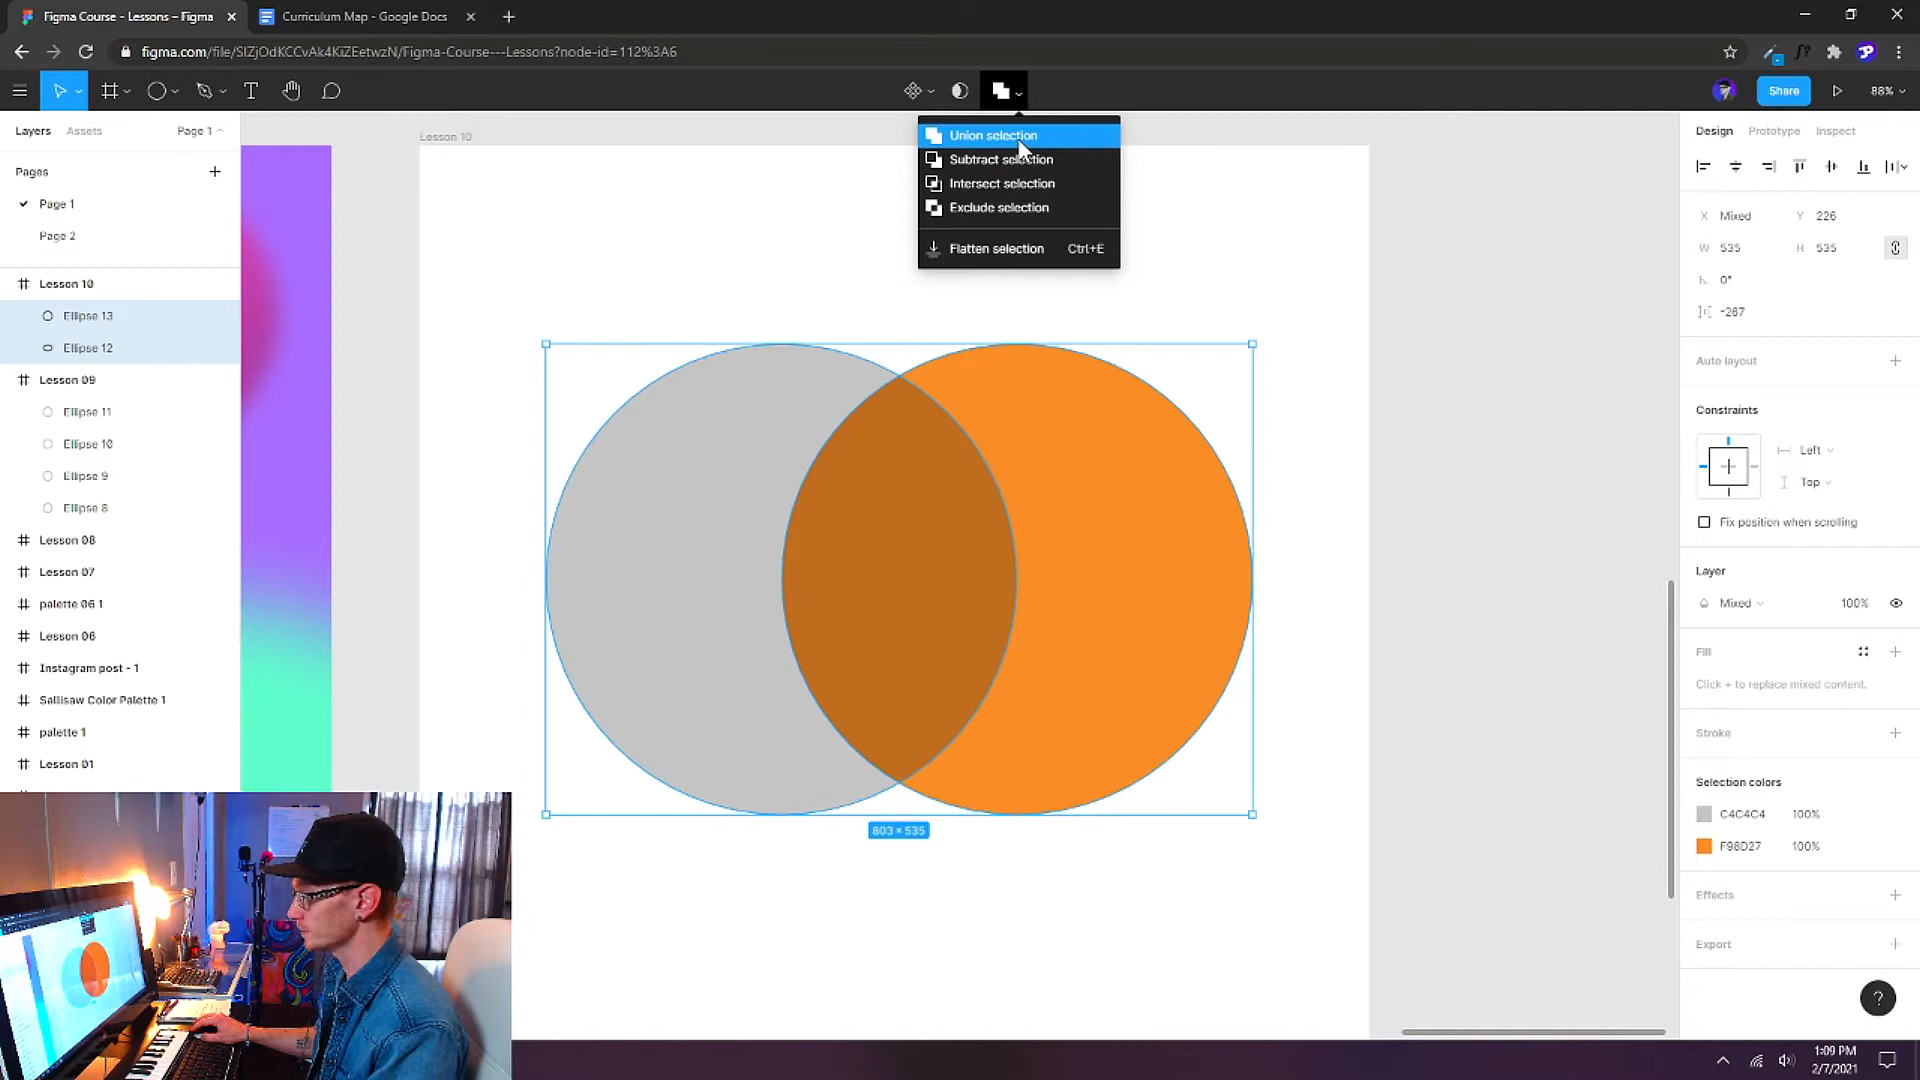 Figma Course - Lessons – Figma
Curriculum Map - Google Docs
figma.com/file/SIZjOdKCCvAk4KiZEetwzN/Figma-Course---Lessons?node-id=112%3A6
Share
88%
Layers
Assets
Page 1
Design
Prototype
Inspect
Pages
Page 1
Page 2
Lesson 10
Ellipse 13
Ellipse 12
Lesson 09
Ellipse 11
Ellipse 10
Ellipse 9
Ellipse 8
Lesson 08
Lesson 07
palette 06 1
Lesson 06
Instagram post - 1
Sallisaw Color Palette 1
palette 1
Lesson 01
Lesson 10
Union selection
Subtract selection
Intersect selection
Exclude selection
Flatten selection Ctrl+E
803 × 535
X Mixed Y 226
W 535 H 535
0°
-267
Auto layout
Constraints
Left
Top
Fix position when scrolling
Layer
Mixed 100%
Fill
Click + to replace mixed content.
Stroke
Selection colors
C4C4C4 100%
F98D27 100%
Effects
Export
?
1:09 PM
2/7/2021